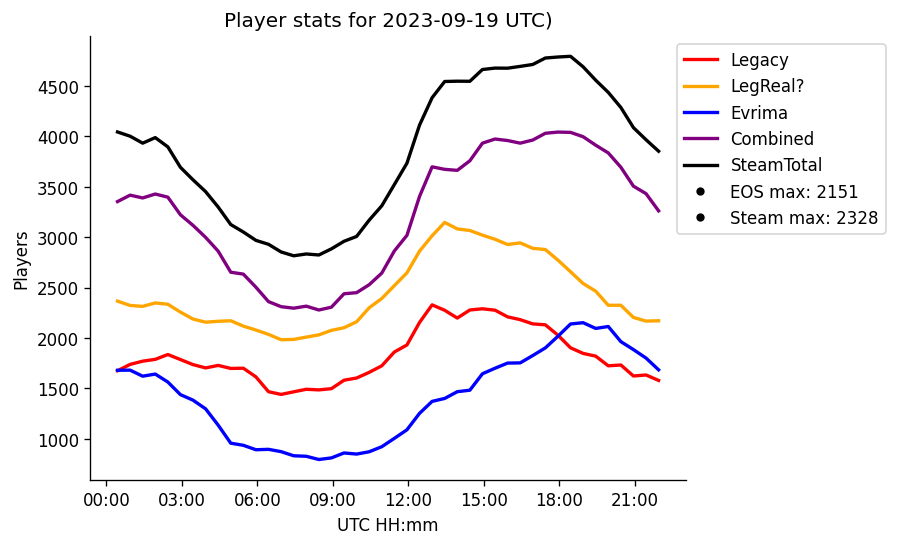 Player stats for 2023-09-19 UTC)
Legacy
LegReal?
Evrima
Combined
SteamTotal
EOS max: 2151
Steam max: 2328
Players
4500
4000
3500
3000
2500
2000
1500
1000
00:00 03:00 06:00 09:00 12:00 15:00 18:00 21:00
UTC HH:mm